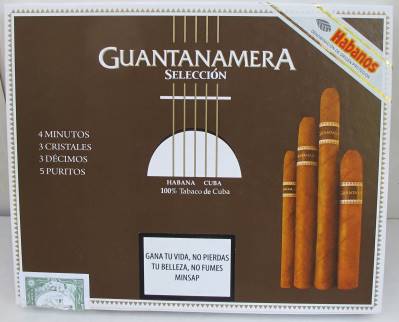 GUANTANAMERA
SELECCIÓN
Habanos
4 MINUTOS
3 CRISTALES
3 DÉCIMOS
5 PURITOS
HABANA CUBA
100% Tabaco de Cuba
GANA TU VIDA, NO PIERDAS
TU BELLEZA, NO FUMES
MINSAP